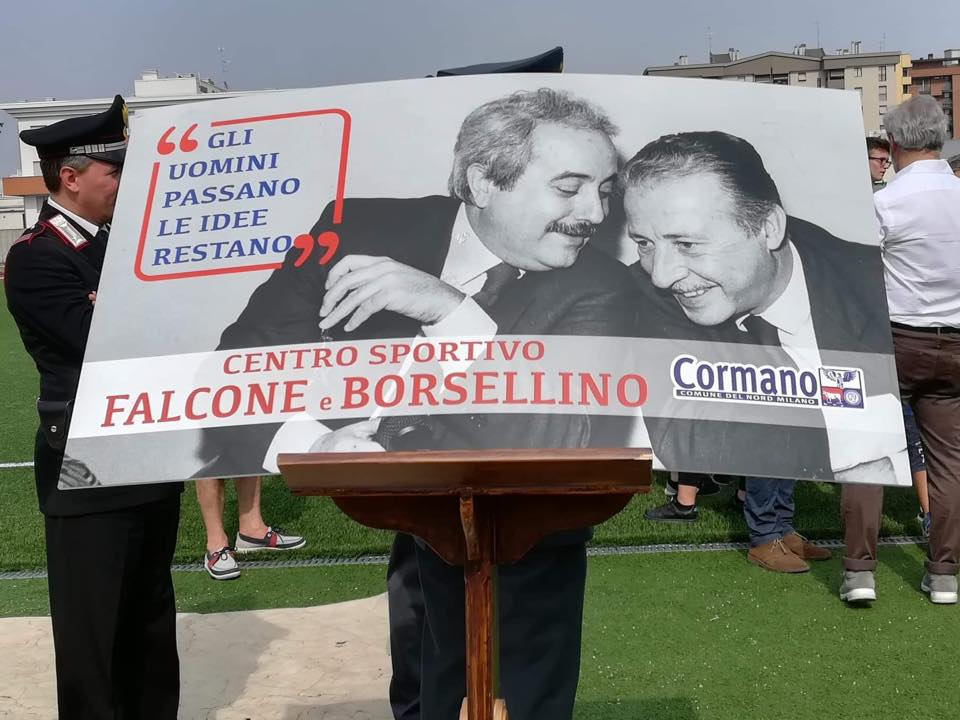 “GLI
UOMINI
PASSANO
LE IDEE
RESTANO”
CENTRO SPORTIVO
FALCONE e BORSELLINO
Cormano
COMUNE DEL NORD MILANO